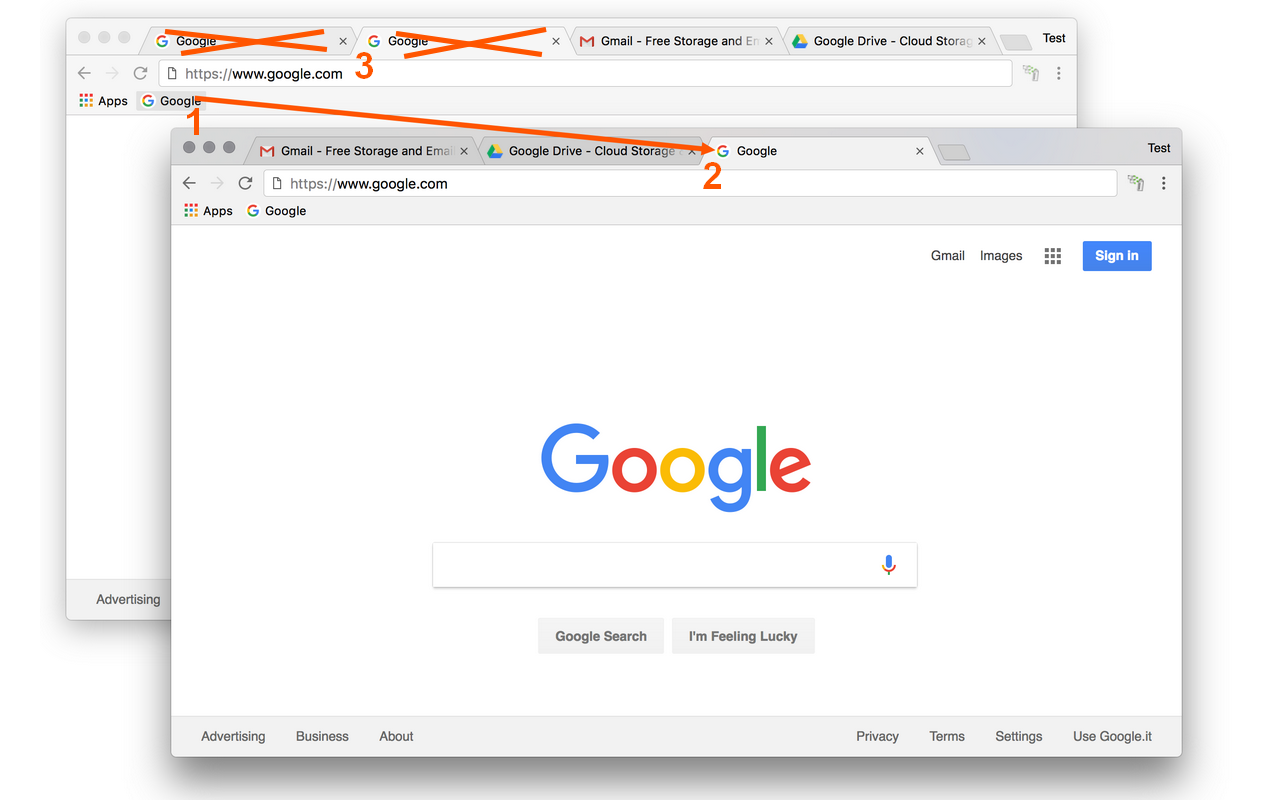 Google Google Gmail - Free Storage and Em Google Drive - Cloud Storag Test
3
https://www.google.com
Apps Google
1
Gmail - Free Storage and Emai Google Drive - Cloud Storage Google Test
2
https://www.google.com
Apps Google
Gmail Images Sign in
Google
Google Search I'm Feeling Lucky
Advertising
Advertising Business About Privacy Terms Settings Use Google.it